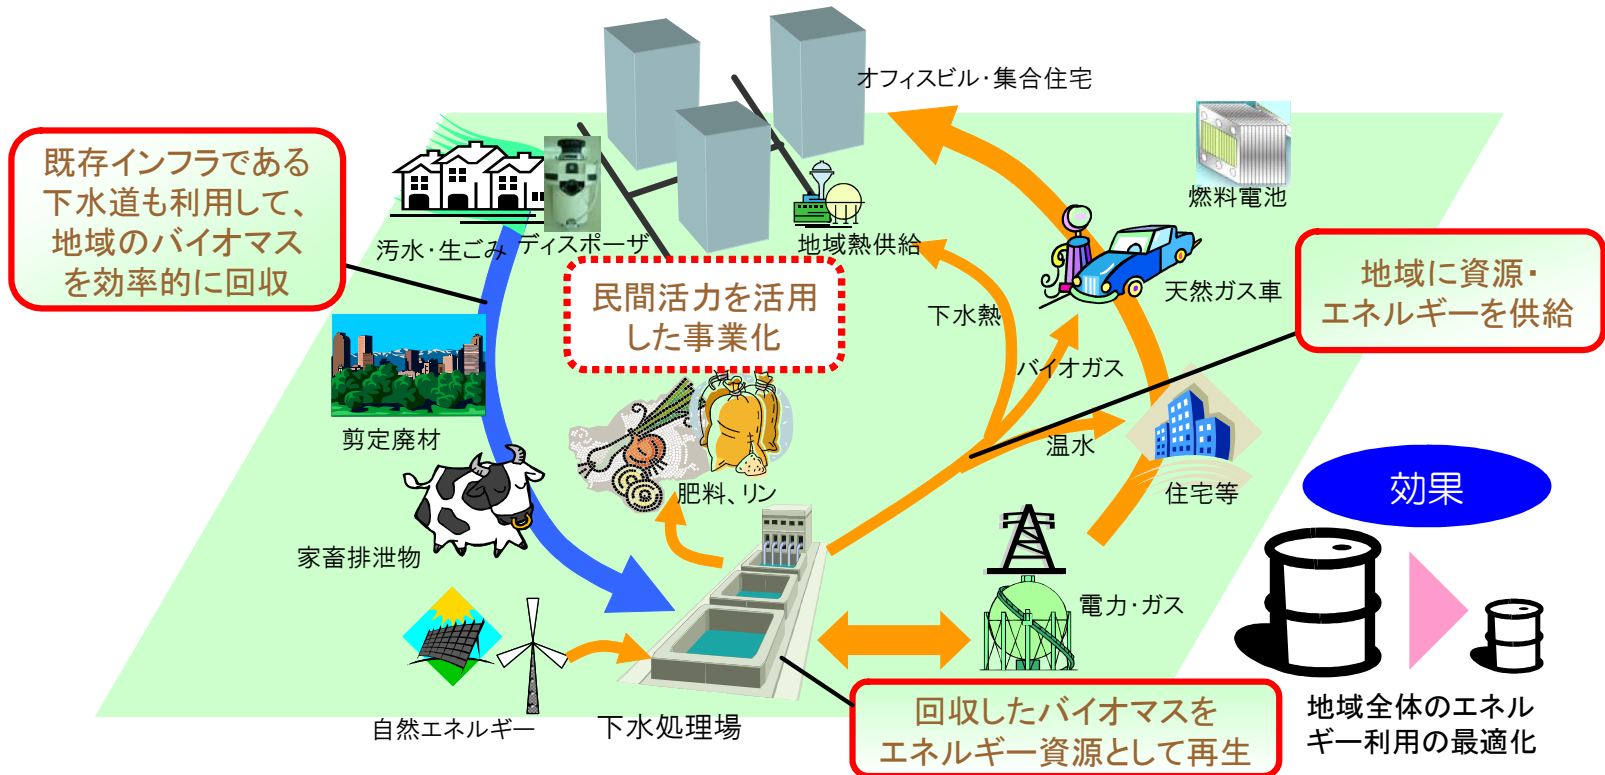 オフィスビル・集合住宅
既存インフラである
下水道も利用して、
地域のバイオマス
を効率的に回収
燃料電池
汚水・生ごみ
ディスポーザ
地域熱供給
民間活力を活用
した事業化
天然ガス車
地域に資源・
エネルギーを供給
下水熱
バイオガス
剪定廃材
温水
住宅等
肥料、リン
効果
家畜排泄物
電力・ガス
自然エネルギー
下水処理場
回収したバイオマスを
エネルギー資源として再生
地域全体のエネル
ギー利用の最適化